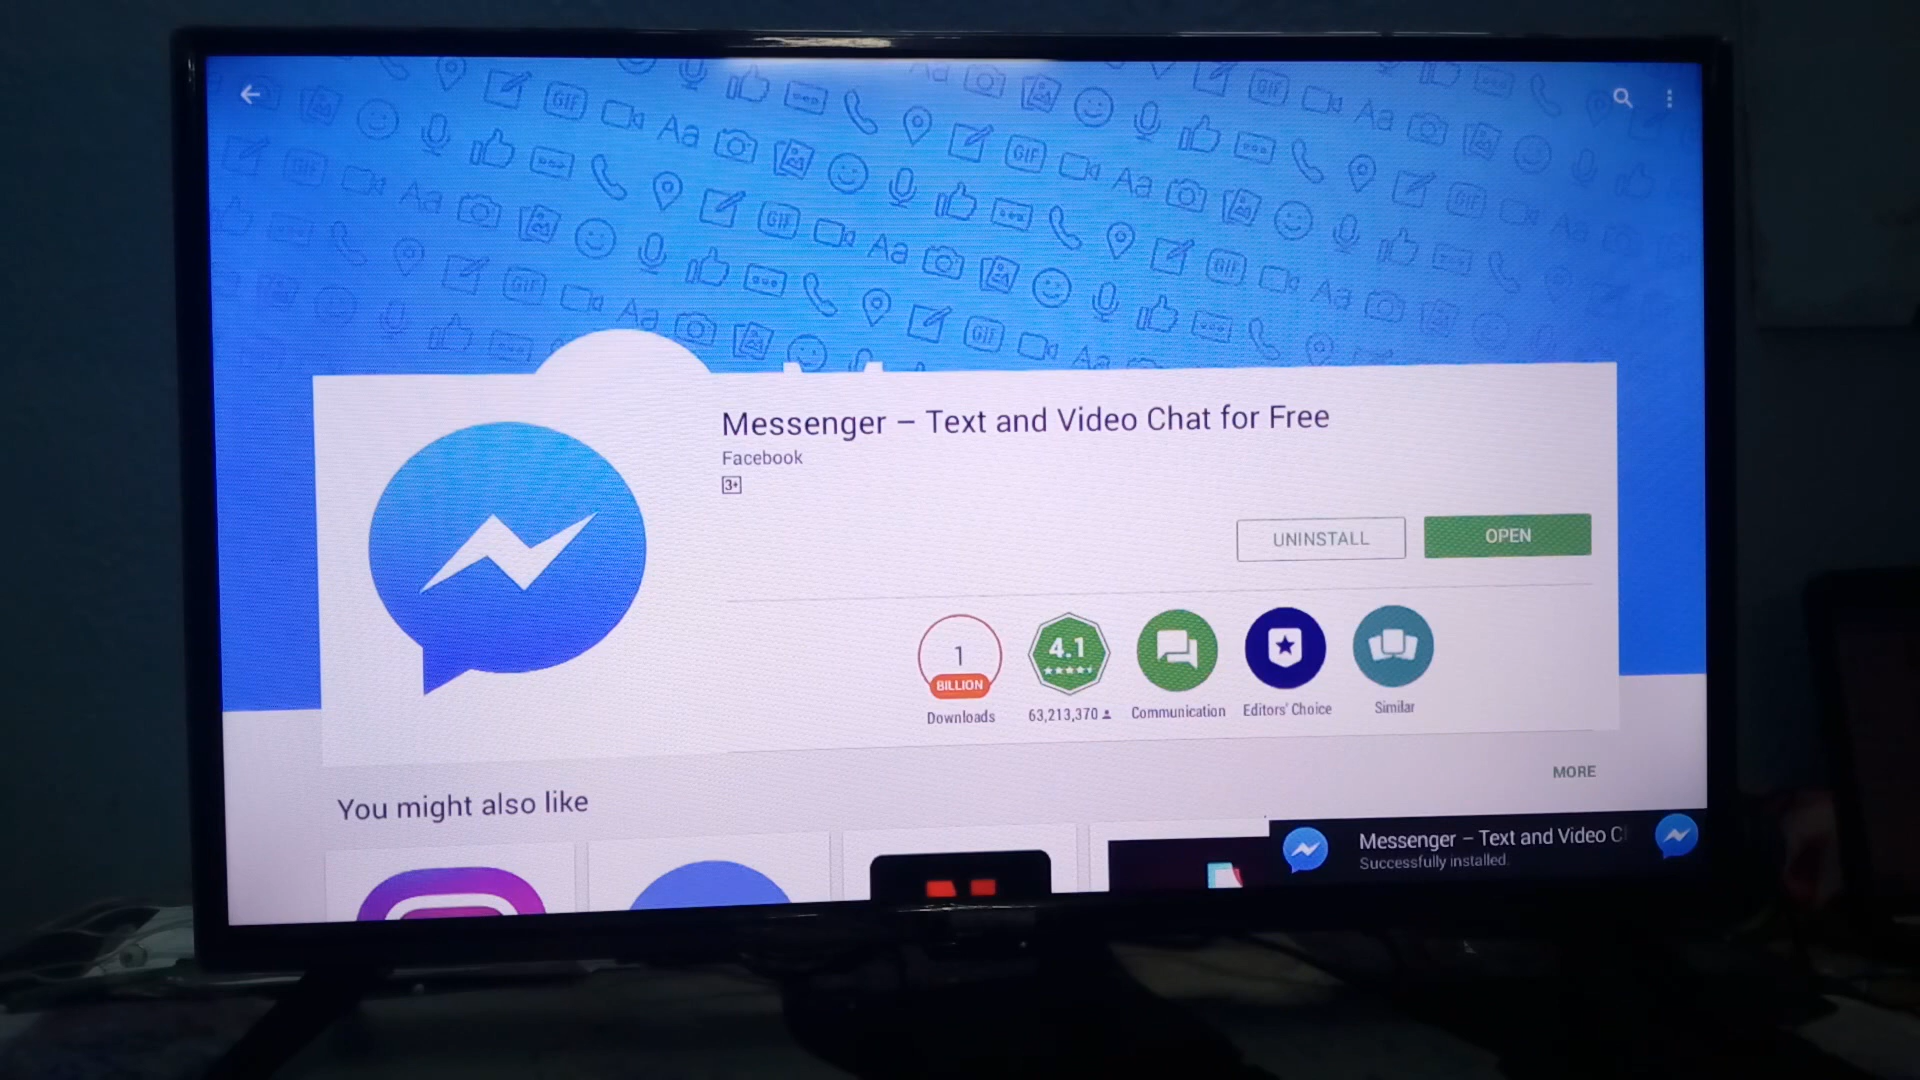 Messenger – Text and Video Chat for Free
Facebook
3+
UNINSTALL
OPEN
1
BILLION
Downloads
4.1
63,213,370
Communication
Editors' Choice
Similar
MORE
You might also like
Messenger – Text and Video C
Successfully installed.